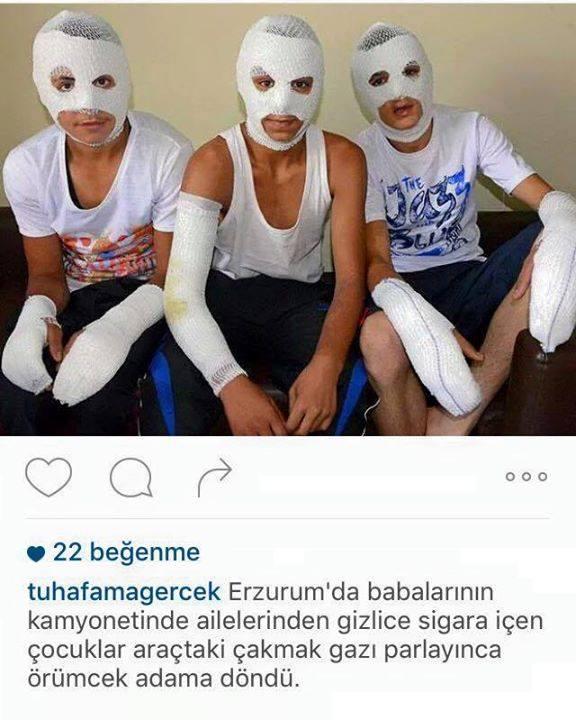 THE
22 beğenme
tuhafamagercek Erzurum'da babalarının
kamyonetinde ailelerinden gizlice sigara içen
çocuklar araçtaki çakmak gazı parlayınca
örümcek adama döndü.